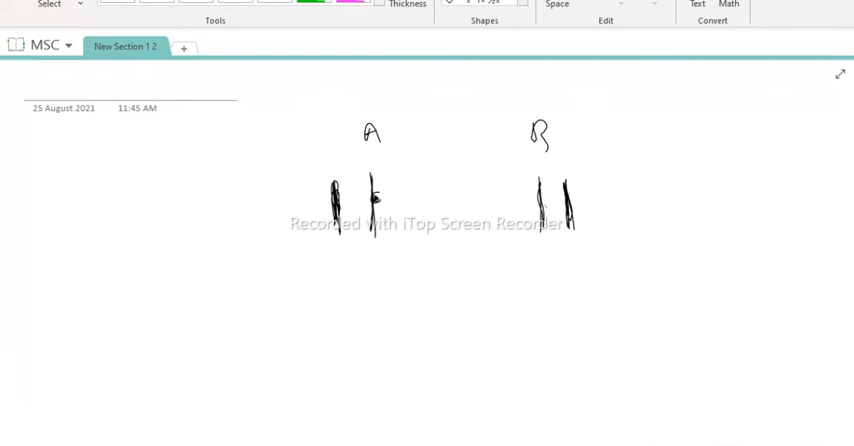 Select
Thickness
Space
Text Math
Tools
Shapes
Edit
Convert
MSC
New Section 1 2
25 August 2021 11:45 AM
A
Recorded with iTop Screen Recorder